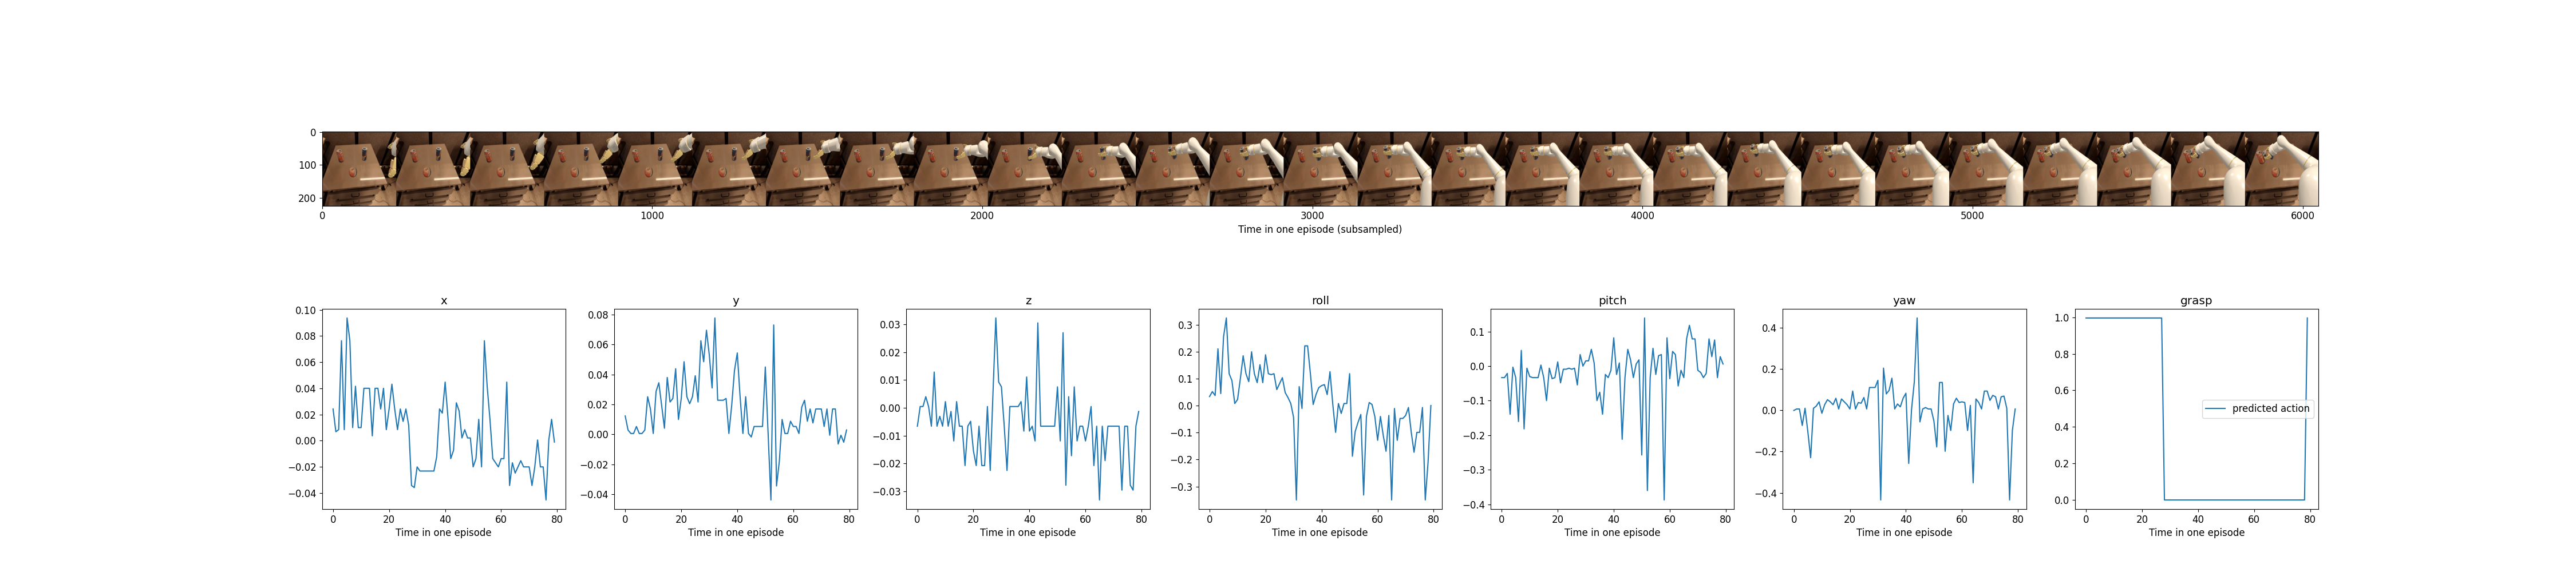 0
100
200
0 1000 2000 3000 4000 5000 6000
Time in one episode (subsampled)
x
0.10
0.08
0.06
0.04
0.02
0.00
−0.02
−0.04
0 20 40 60 80
Time in one episode
y
0.08
0.06
0.04
0.02
0.00
−0.02
−0.04
0 20 40 60 80
Time in one episode
z
0.03
0.02
0.01
0.00
−0.01
−0.02
−0.03
0 20 40 60 80
Time in one episode
roll
0.3
0.2
0.1
0.0
−0.1
−0.2
−0.3
0 20 40 60 80
Time in one episode
pitch
0.1
0.0
−0.1
−0.2
−0.3
−0.4
0 20 40 60 80
Time in one episode
yaw
0.4
0.2
0.0
−0.2
−0.4
0 20 40 60 80
Time in one episode
grasp
1.0
0.8
0.6
0.4
0.2
0.0
predicted action
0 20 40 60 80
Time in one episode